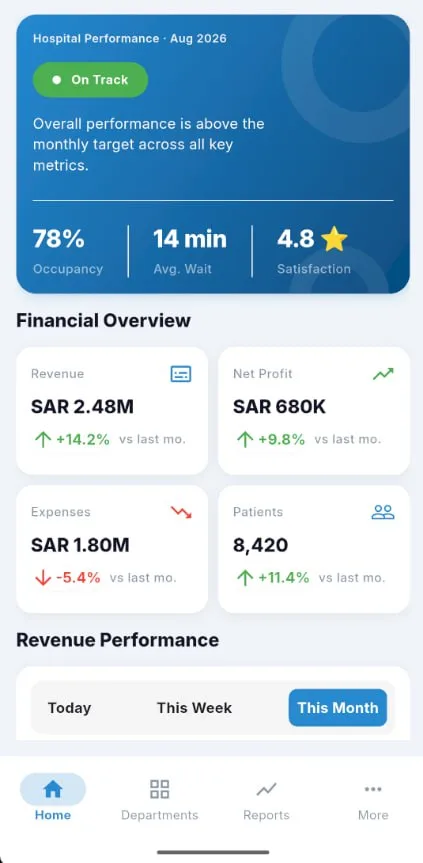 Hospital Performance · Aug 2026
On Track
Overall performance is above the
monthly target across all key
metrics.
78%
Occupancy
14 min
Avg. Wait
4.8 ⭐
Satisfaction
Financial Overview
Revenue
SAR 2.48M
+14.2% vs last mo.
Net Profit
SAR 680K
+9.8% vs last mo.
Expenses
SAR 1.80M
-5.4% vs last mo.
Patients
8,420
+11.4% vs last mo.
Revenue Performance
Today
This Week
This Month
Home
Departments
Reports
More